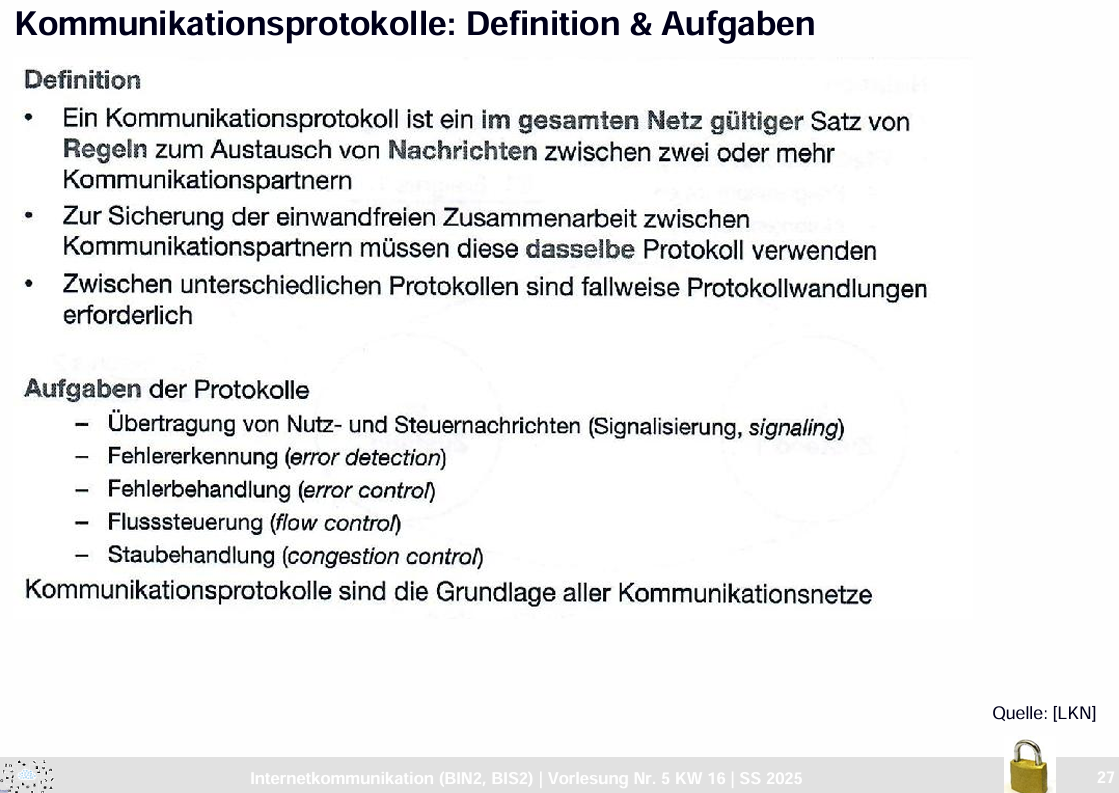 Kommunikationsprotokolle: Definition & Aufgaben
Definition
• Ein Kommunikationsprotokoll ist ein im gesamten Netz gültiger Satz von
Regeln zum Austausch von Nachrichten zwischen zwei oder mehr
Kommunikationspartnern
• Zur Sicherung der einwandfreien Zusammenarbeit zwischen
Kommunikationspartnern müssen diese dasselbe Protokoll verwenden
• Zwischen unterschiedlichen Protokollen sind fallweise Protokollwandlungen
erforderlich
Aufgaben der Protokolle
– Übertragung von Nutz- und Steuernachrichten (Signalisierung, signaling)
– Fehlererkennung (error detection)
– Fehlerbehandlung (error control)
– Flusssteuerung (flow control)
– Staubehandlung (congestion control)
Kommunikationsprotokolle sind die Grundlage aller Kommunikationsnetze
Quelle: [LKN]
Internetkommunikation (BIN2, BIS2) | Vorlesung Nr. 5 KW 16 | SS 2025
27